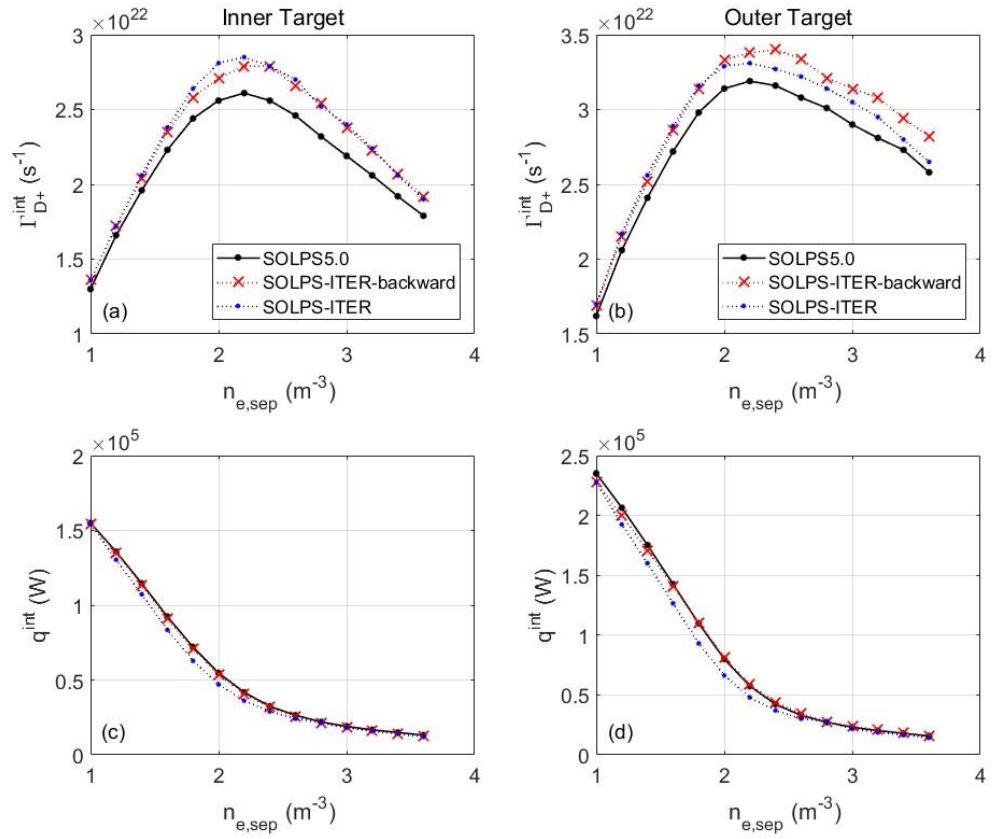 Inner Target
×10^22
3
2.5
2
1.5
1
Γ^int_D+ (s^-1)
SOLPS5.0
SOLPS-ITER-backward
SOLPS-ITER
(a)
1 2 3 4
n_e,sep (m^-3)
Outer Target
×10^22
3.5
3
2.5
2
1.5
Γ^int_D+ (s^-1)
SOLPS5.0
SOLPS-ITER-backward
SOLPS-ITER
(b)
1 2 3 4
n_e,sep (m^-3)
×10^5
2
1.5
1
0.5
0
q^int (W)
(c)
1 2 3 4
n_e,sep (m^-3)
×10^5
2.5
2
1.5
1
0.5
0
q^int (W)
(d)
1 2 3 4
n_e,sep (m^-3)